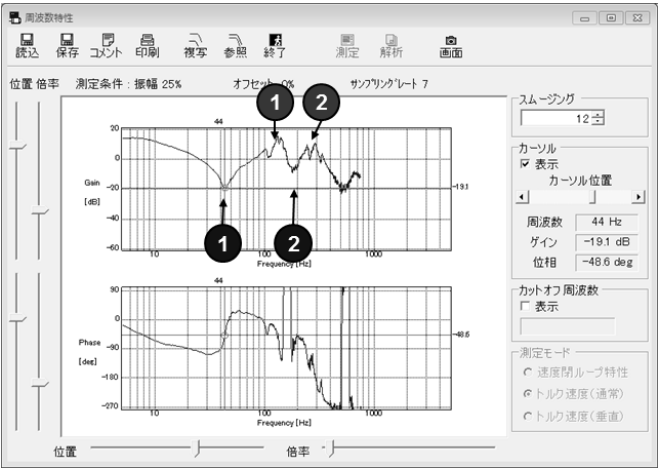 周波数特性
読込 保存 コメント 印刷 複写 参照 終了 測定 解析 画面
位置 倍率 測定条件：振幅 25% オフセット 0% サンプリングレート 7
スムージング
12
カーソル
表示
カーソル位置
周波数 44 Hz
ゲイン -19.1 dB
位相 -48.6 deg
カットオフ周波数
表示
測定モード
速度閉ループ特性
トルク速度(通常)
トルク速度(垂直)
1 2
44
20
0
Gain -20 -19.1
[dB]
-40
-60
1 2
10 100 1000
Frequency [Hz]
44
90
0
Phase -90 -48.6
[deg]
-180
-270
10 100 1000
Frequency [Hz]
位置 倍率